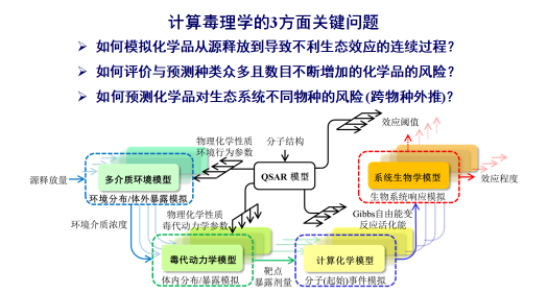 计算毒理学的3方面关键问题
➢ 如何模拟化学品从源释放到导致不利生态效应的连续过程?
➢ 如何评价与预测种类众多且数目不断增加的化学品的风险?
➢ 如何预测化学品对生态系统不同物种的风险 (跨物种外推)?
效应阈值
物理化学性质
环境行为参数
分子结构
源释放量
多介质环境模型
QSAR 模型
系统生物学模型
效应程度
环境分布/体外暴露模拟
生物系统响应模拟
环境介质浓度
物理化学性质
毒代动力学参数
Gibbs自由能变
反应活化能
毒代动力学模型
靶点
暴露剂量
计算化学模型
体内分布/暴露模拟
分子(起始)事件模拟